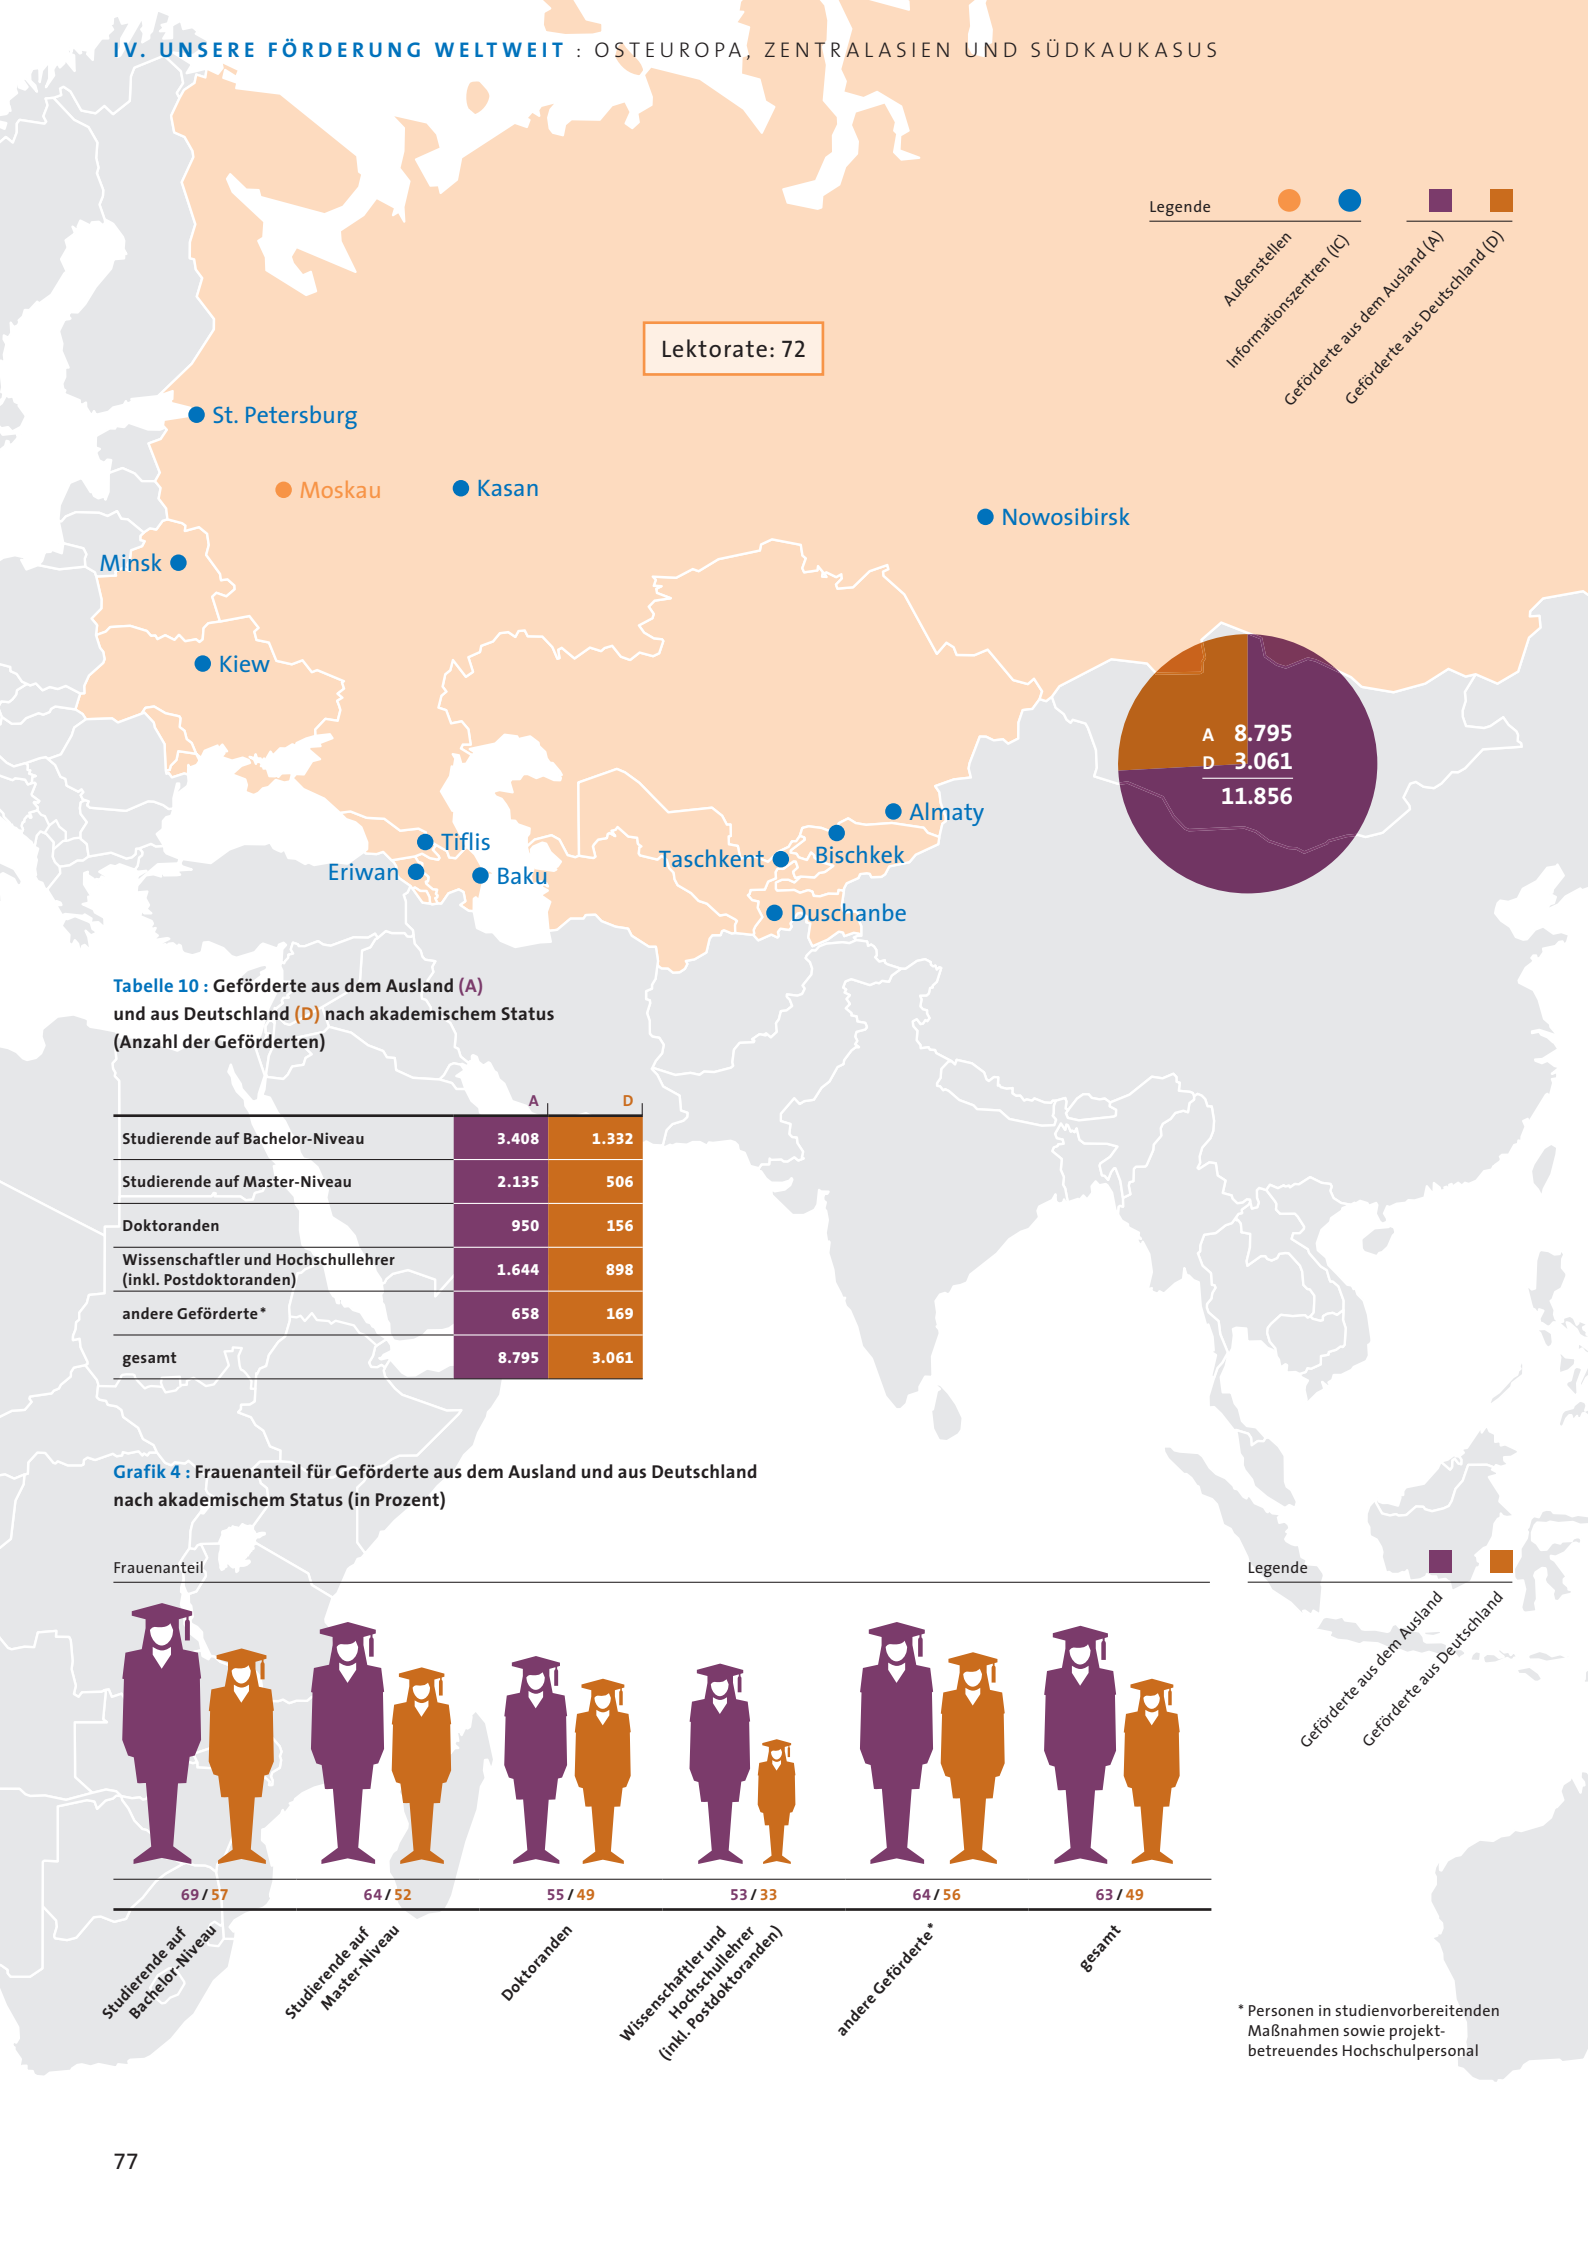 IV. UNSERE FÖRDERUNG WELTWEIT : OSTEUROPA, ZENTRALASIEN UND SÜDKAUKASUS
Legende
Außenstellen
Informationszentren (IC)
Geförderte aus dem Ausland (A)
Geförderte aus Deutschland (D)
Lektorate: 72
St. Petersburg
Moskau
Kasan
Nowosibirsk
Minsk
Kiew
A 8.795
D 3.061
11.856
Almaty
Tiflis
Bischkek
Taschkent
Eriwan
Baku
Duschanbe
Tabelle 10 : Geförderte aus dem Ausland (A)
und aus Deutschland (D) nach akademischem Status
(Anzahl der Geförderten)
A D
Studierende auf Bachelor-Niveau 3.408 1.332
Studierende auf Master-Niveau 2.135 506
Doktoranden 950 156
Wissenschaftler und Hochschullehrer
(inkl. Postdoktoranden) 1.644 898
andere Geförderte* 658 169
gesamt 8.795 3.061
Grafik 4 : Frauenanteil für Geförderte aus dem Ausland und aus Deutschland
nach akademischem Status (in Prozent)
Frauenanteil
Legende
Geförderte aus dem Ausland
Geförderte aus Deutschland
69 / 57 64 / 52 55 / 49 53 / 33 64 / 56 63 / 49
Studierende auf
Bachelor-Niveau
Studierende auf
Master-Niveau
Doktoranden
Wissenschaftler und
Hochschullehrer
(inkl. Postdoktoranden)
andere Geförderte*
gesamt
* Personen in studienvorbereitenden
Maßnahmen sowie projekt-
betreuendes Hochschulpersonal
77